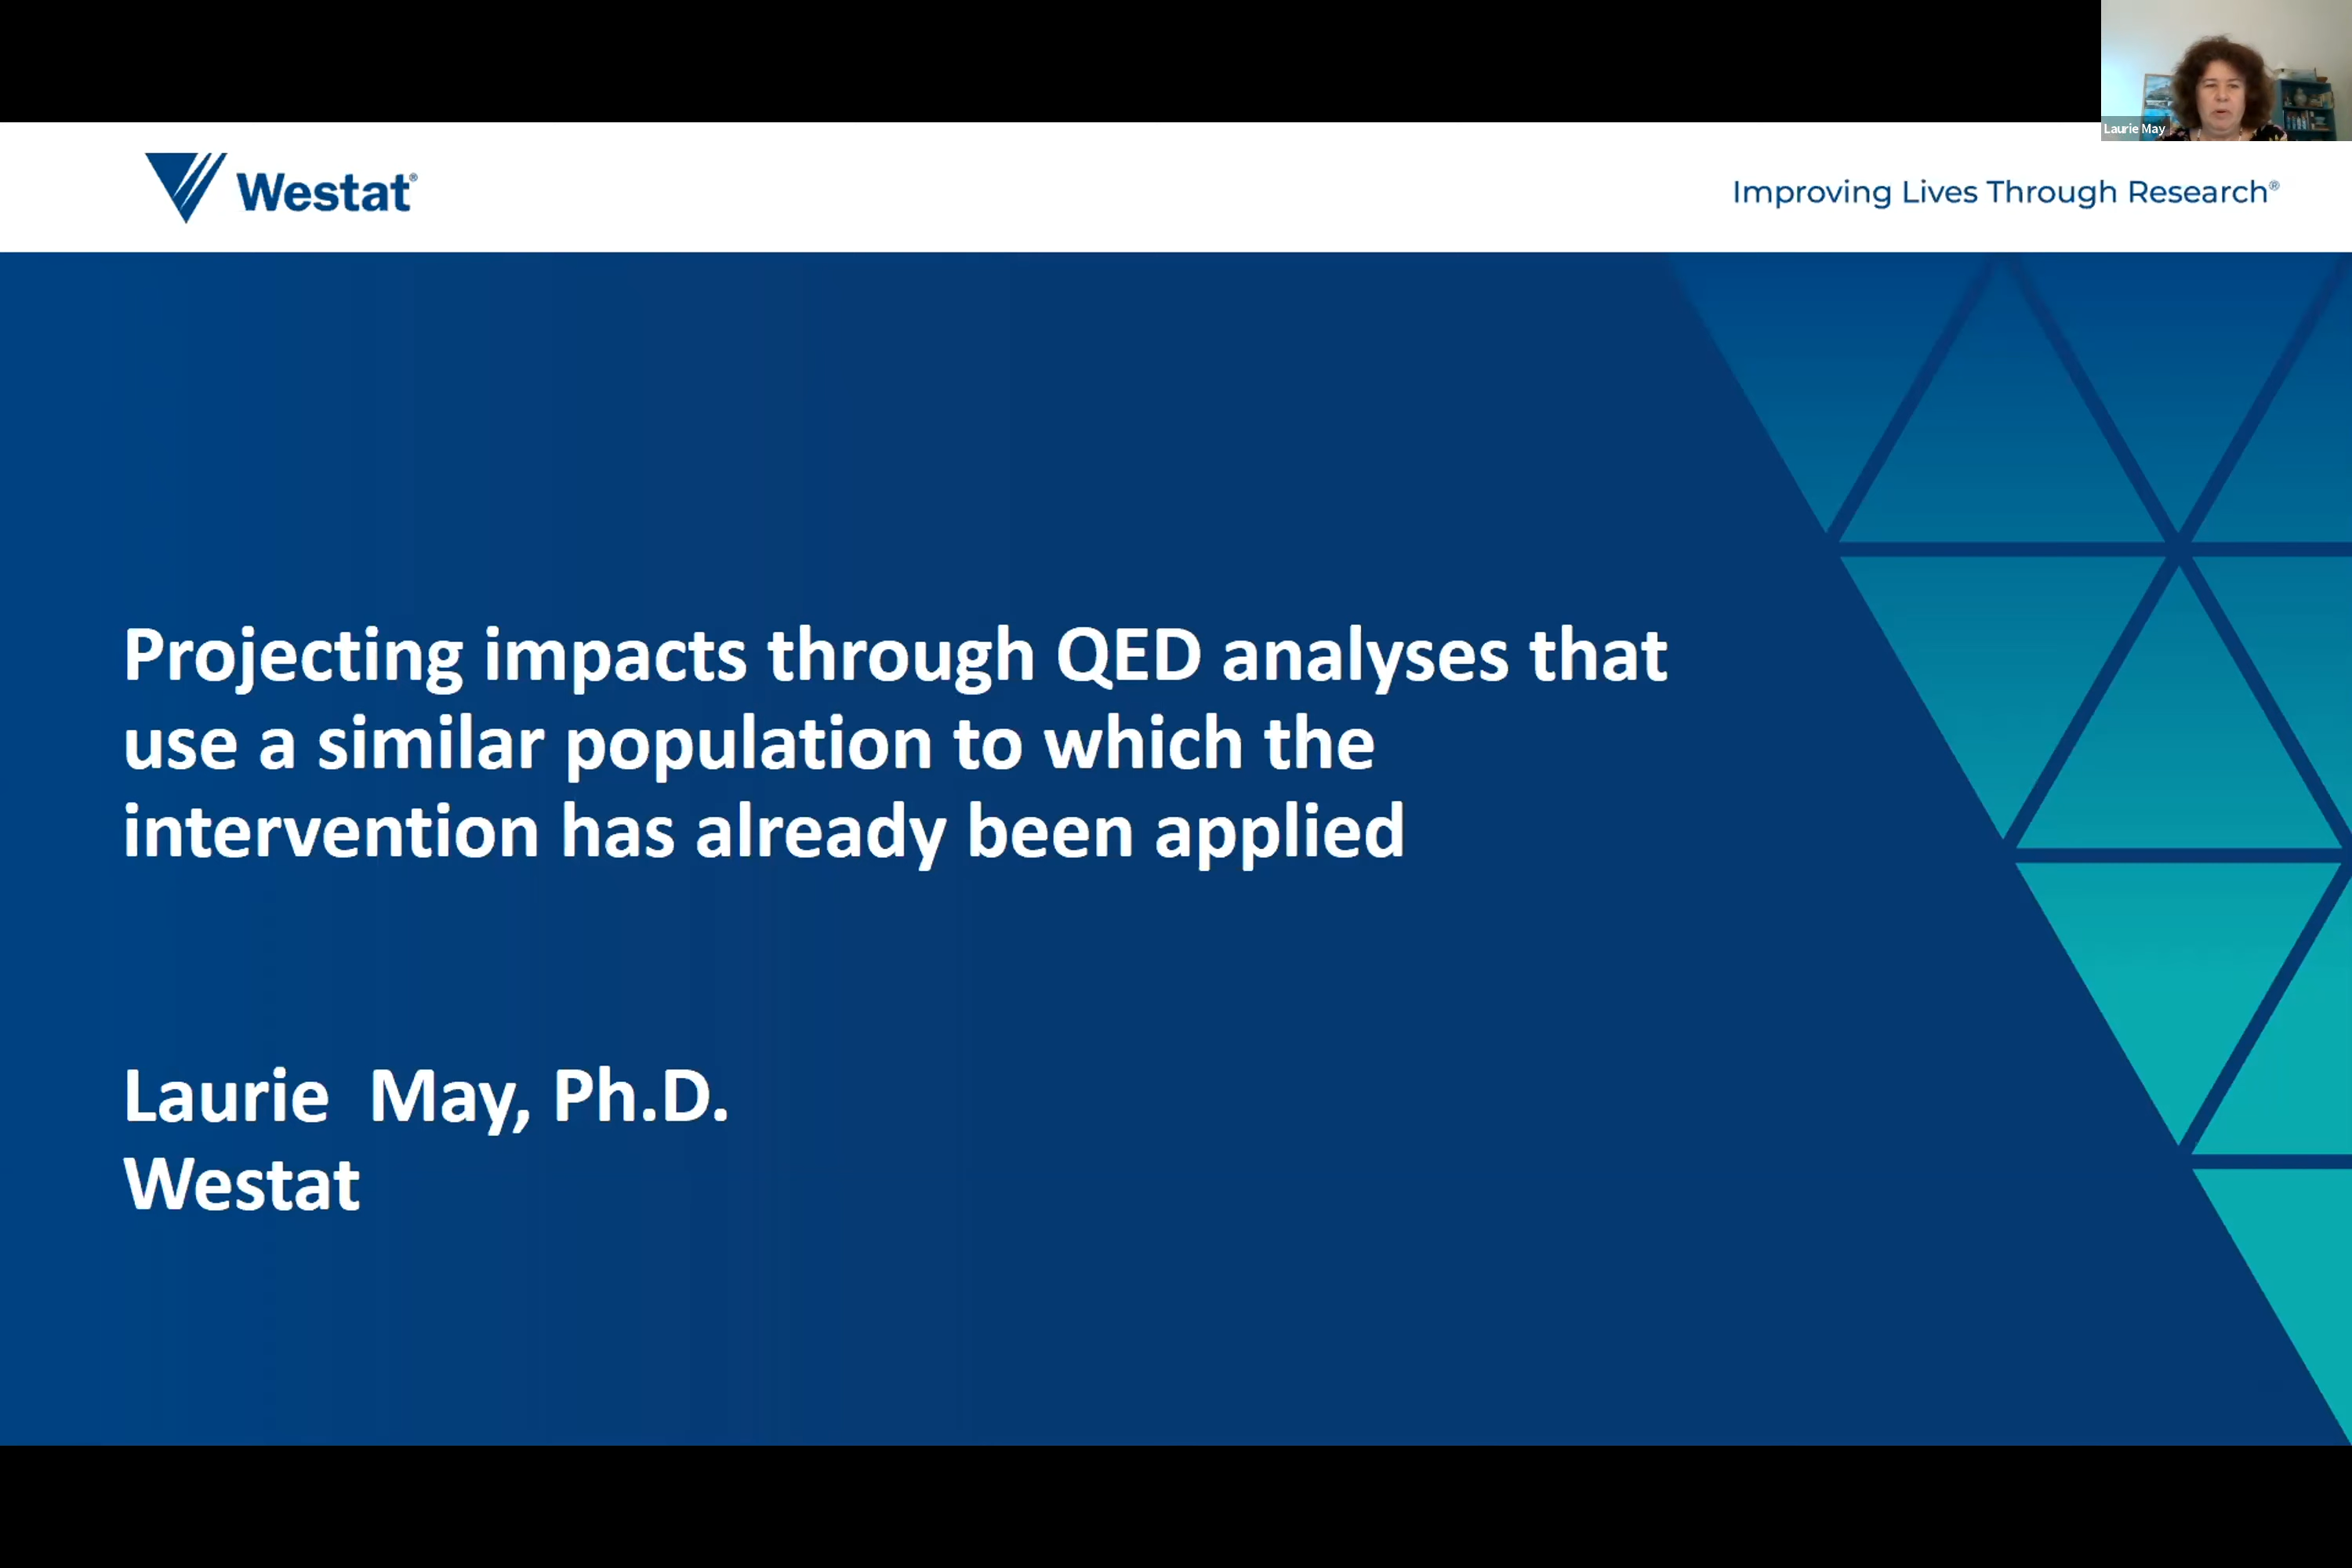 Laurie May
Westat®
Improving Lives Through Research®
Projecting impacts through QED analyses that
use a similar population to which the
intervention has already been applied
Laurie  May, Ph.D.
Westat